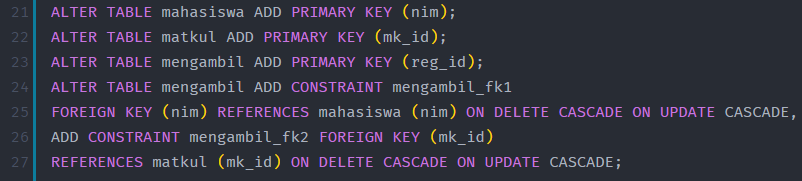 21 ALTER TABLE mahasiswa ADD PRIMARY KEY (nim);
22 ALTER TABLE matkul ADD PRIMARY KEY (mk_id);
23 ALTER TABLE mengambil ADD PRIMARY KEY (reg_id);
24 ALTER TABLE mengambil ADD CONSTRAINT mengambil_fk1
25 FOREIGN KEY (nim) REFERENCES mahasiswa (nim) ON DELETE CASCADE ON UPDATE CASCADE,
26 ADD CONSTRAINT mengambil_fk2 FOREIGN KEY (mk_id)
27 REFERENCES matkul (mk_id) ON DELETE CASCADE ON UPDATE CASCADE;